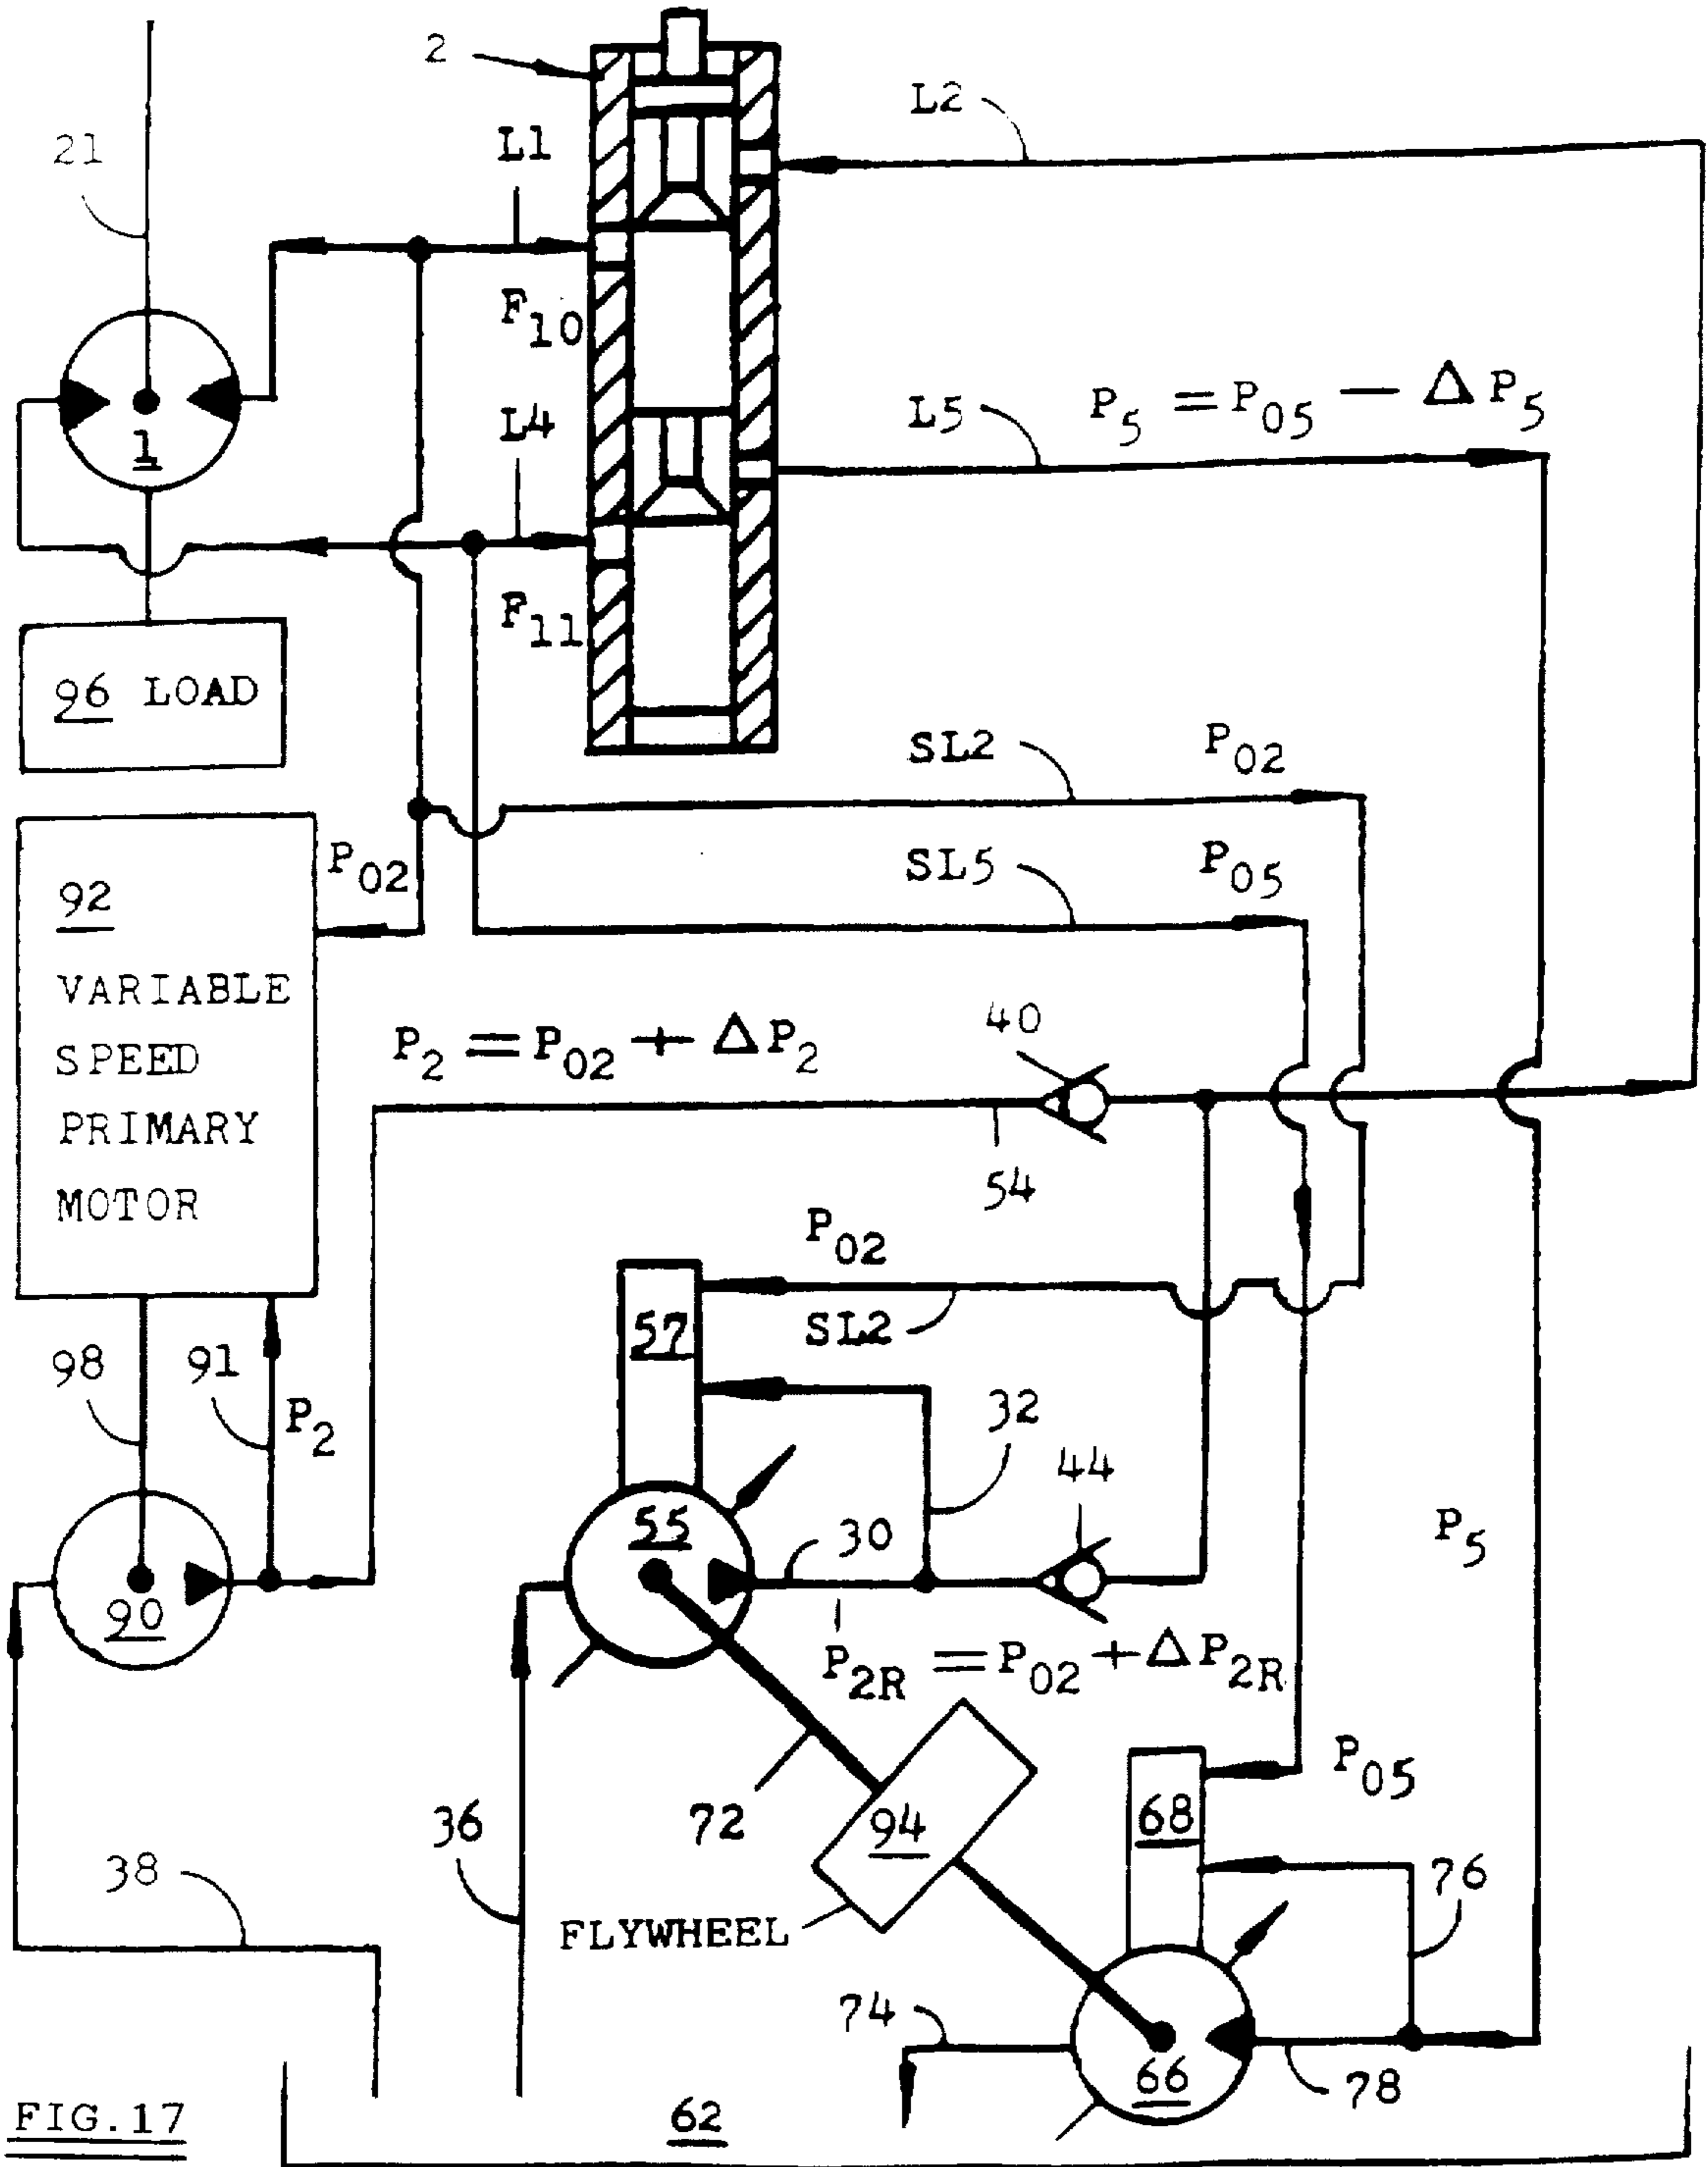 2
L2
21
L1
F10
L5
P5 = P05 − ΔP5
1
L4
F11
96 LOAD
SL2
P02
P02
SL5
P05
92
VARIABLE
SPEED
PRIMARY
MOTOR
P2 = P02 + ΔP2
40
54
P02
57
SL2
98
91
P2
32
44
55
30
P5
90
P2R = P02 + ΔP2R
72
36
94
68
P05
38
FLYWHEEL
76
74
66
78
FIG.17
62